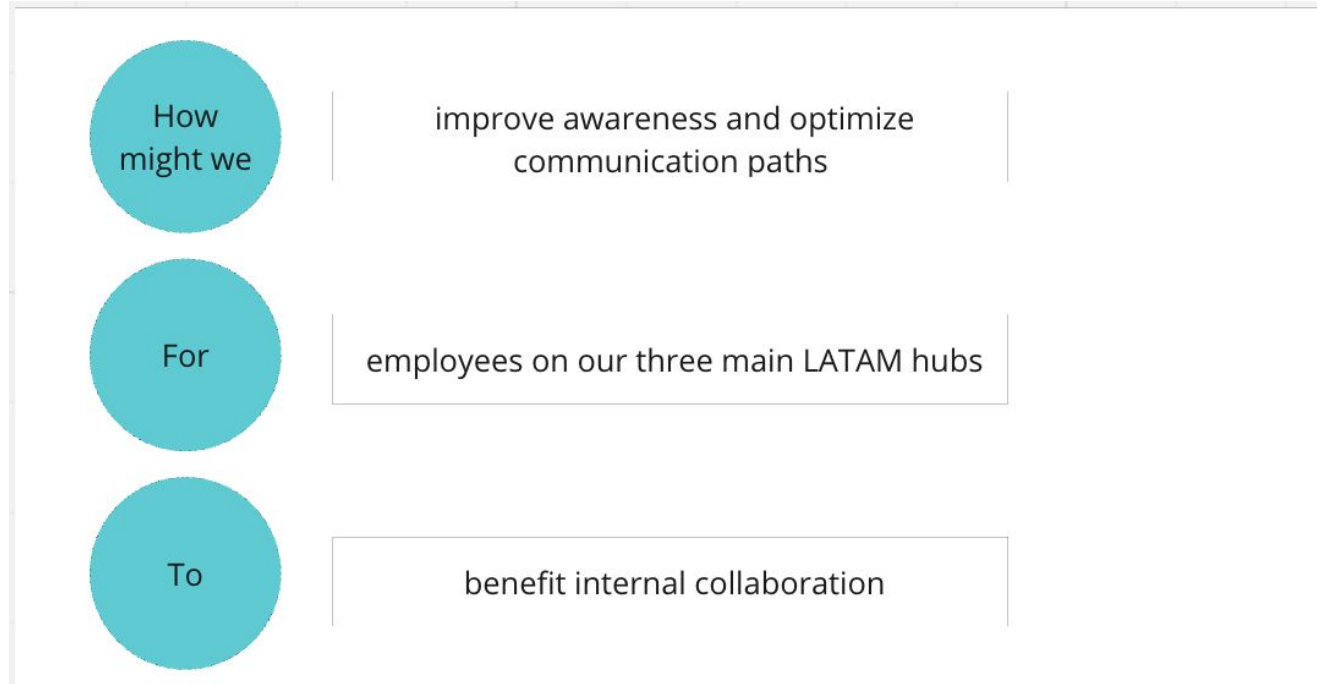 How
might we
improve awareness and optimize
communication paths
For
employees on our three main LATAM hubs
To
benefit internal collaboration